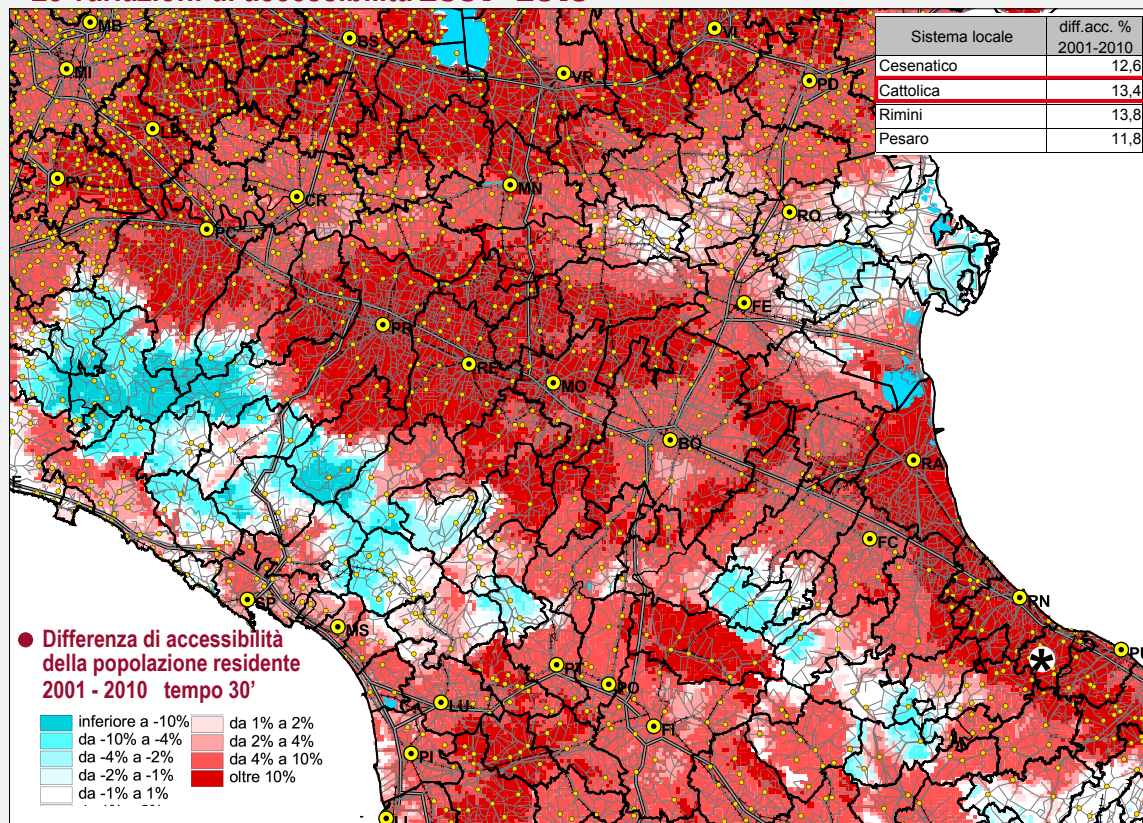 MB
BS
VI
MI
VR
PD
Sistema locale
diff.acc. %
2001-2010
Cesenatico 12,6
Cattolica 13,4
Rimini 13,8
Pesaro 11,8
PV
CR
MN
RO
PC
FE
PR
RE
MO
BO
RA
FC
SP
MS
RN
PU
*
LU
PO
FI
PI
LI
● Differenza di accessibilità
della popolazione residente
2001 - 2010 tempo 30’
inferiore a -10%
da -10% a -4%
da -4% a -2%
da -2% a -1%
da -1% a 1%
da 1% a 2%
da 2% a 4%
da 4% a 10%
oltre 10%